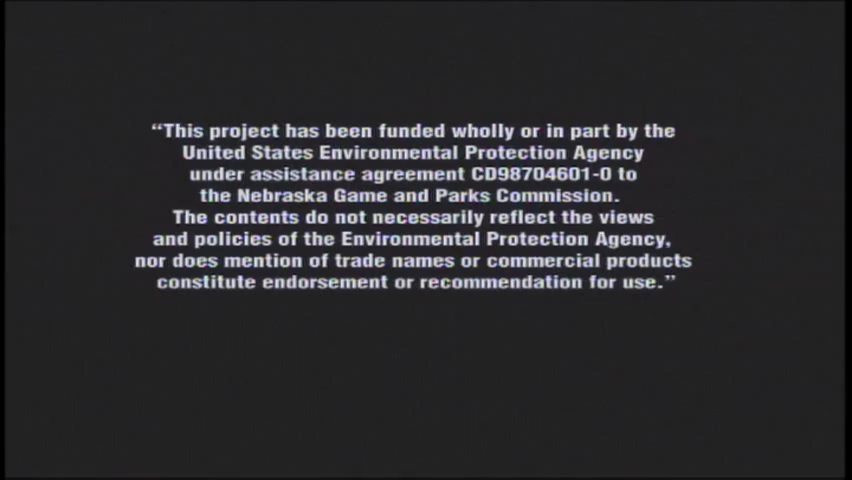 “This project has been funded wholly or in part by the
United States Environmental Protection Agency
under assistance agreement CD98704601-0 to
the Nebraska Game and Parks Commission.
The contents do not necessarily reflect the views
and policies of the Environmental Protection Agency,
nor does mention of trade names or commercial products
constitute endorsement or recommendation for use.”